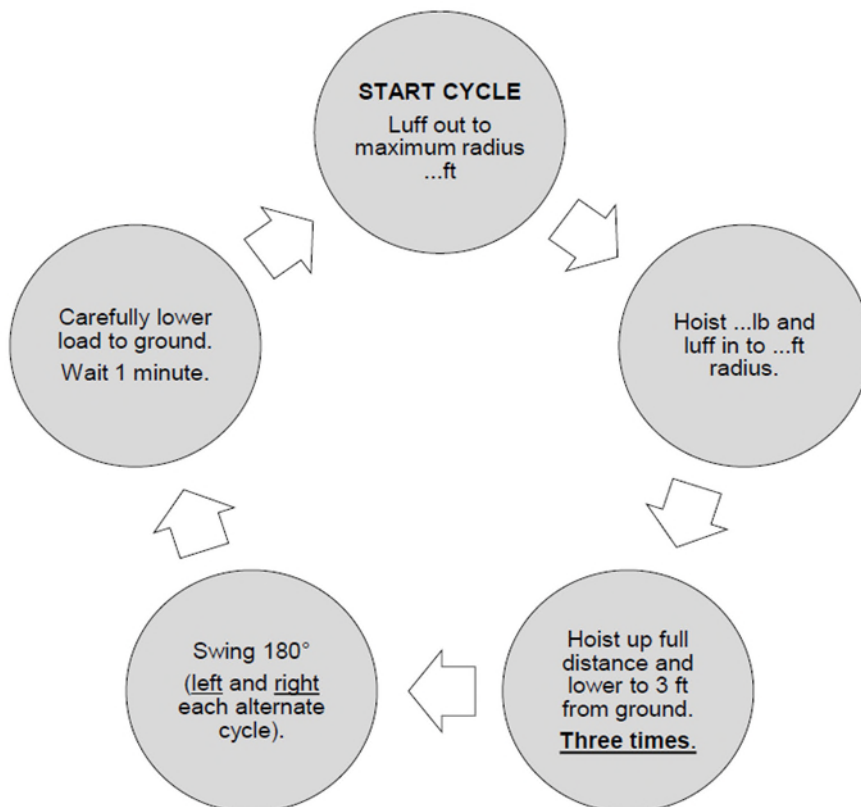 START CYCLE
Luff out to
maximum radius
...ft
Hoist ...lb and
luff in to ...ft
radius.
Hoist up full
distance and
lower to 3 ft
from ground.
Three times.
Swing 180°
(left and right
each alternate
cycle).
Carefully lower
load to ground.
Wait 1 minute.